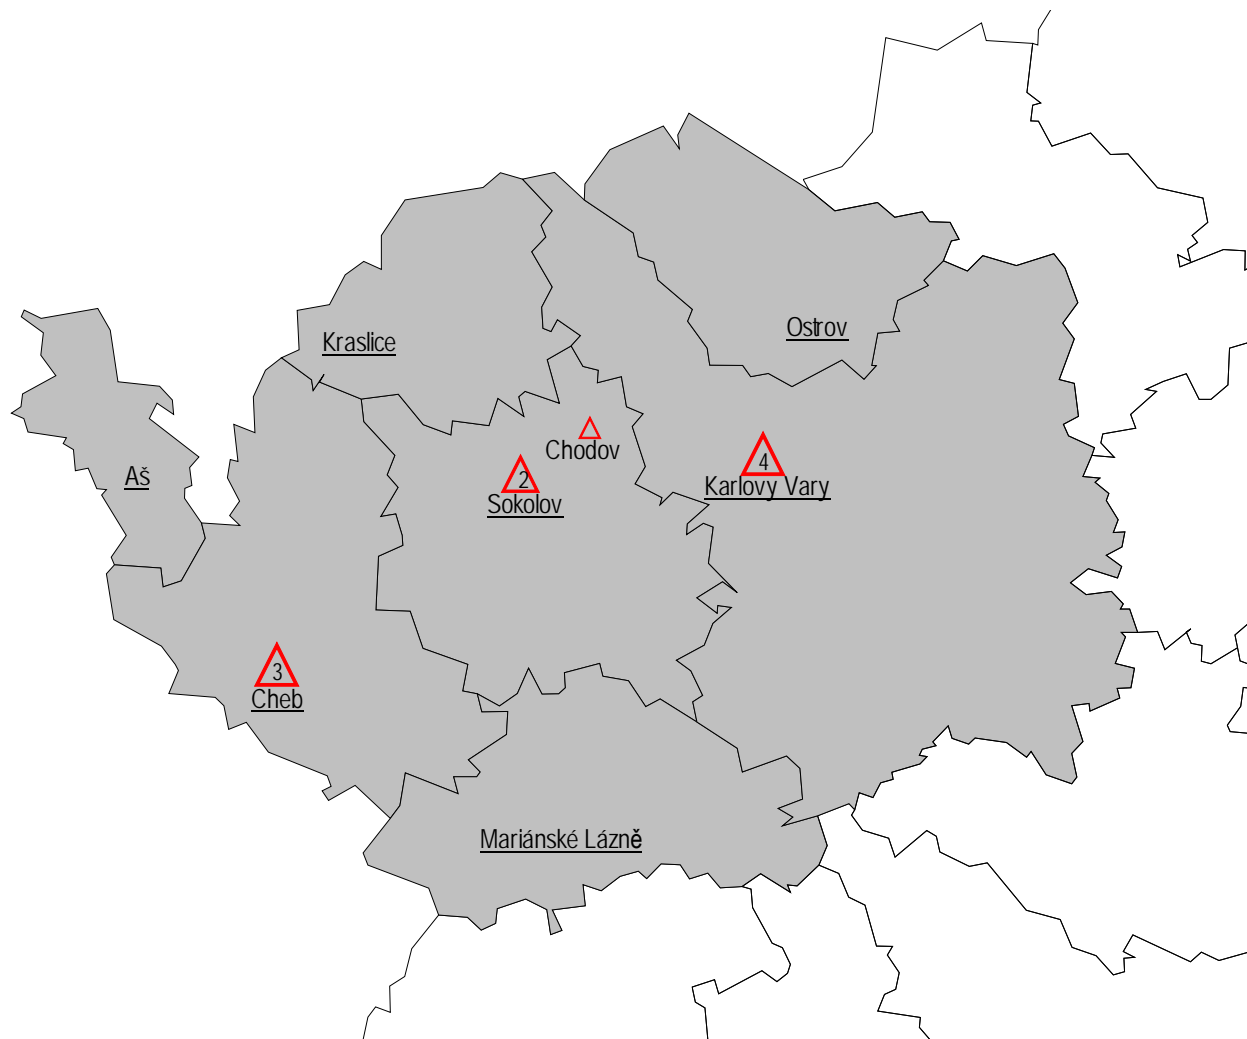 Ostrov
Kraslice
Chodov
4
Karlovy Vary
2
Sokolov
Aš
3
Cheb
Mariánské Lázně